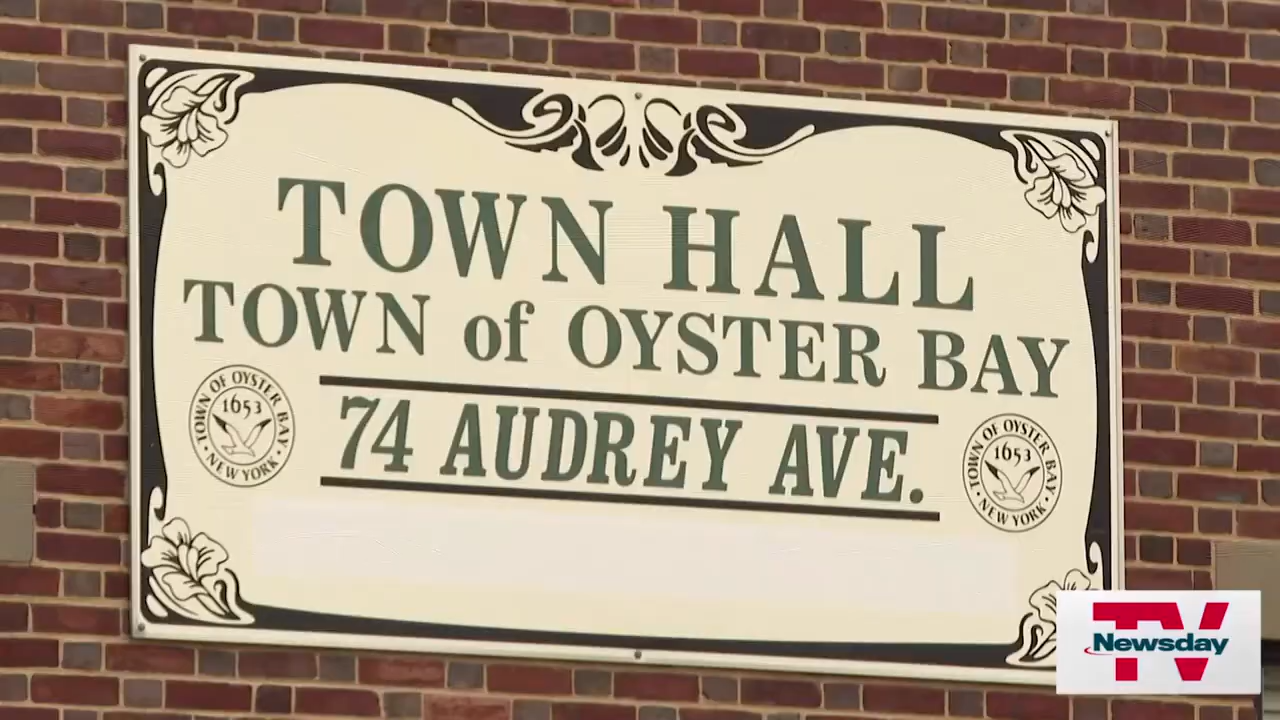 TOWN HALL
TOWN of OYSTER BAY
74 AUDREY AVE.
TOWN OF OYSTER BAY
1653
NEW YORK
TOWN OF OYSTER BAY
1653
NEW YORK
TV
Newsday